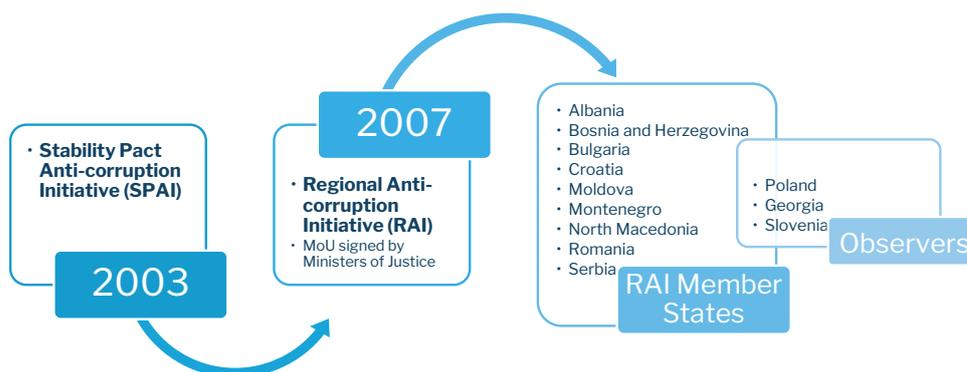 • Stability Pact
Anti-corruption
Initiative (SPAI)
2003
2007
• Regional Anti-
corruption
Initiative (RAI)
• MoU signed by
Ministers of Justice
• Albania
• Bosnia and Herzegovina
• Bulgaria
• Croatia
• Moldova
• Montenegro
• North Macedonia
• Romania
• Serbia
RAI Member
States
• Poland
• Georgia
• Slovenia
Observers